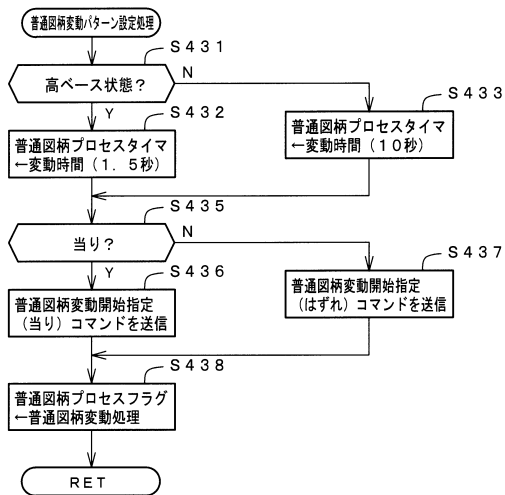 普通図柄変動パターン設定処理
S431
高ベース状態?
N
Y
S432
普通図柄プロセスタイマ
←変動時間(1.5秒)
S433
普通図柄プロセスタイマ
←変動時間(10秒)
S435
当り?
N
Y
S436
普通図柄変動開始指定
(当り)コマンドを送信
S437
普通図柄変動開始指定
(はずれ)コマンドを送信
S438
普通図柄プロセスフラグ
←普通図柄変動処理
RET